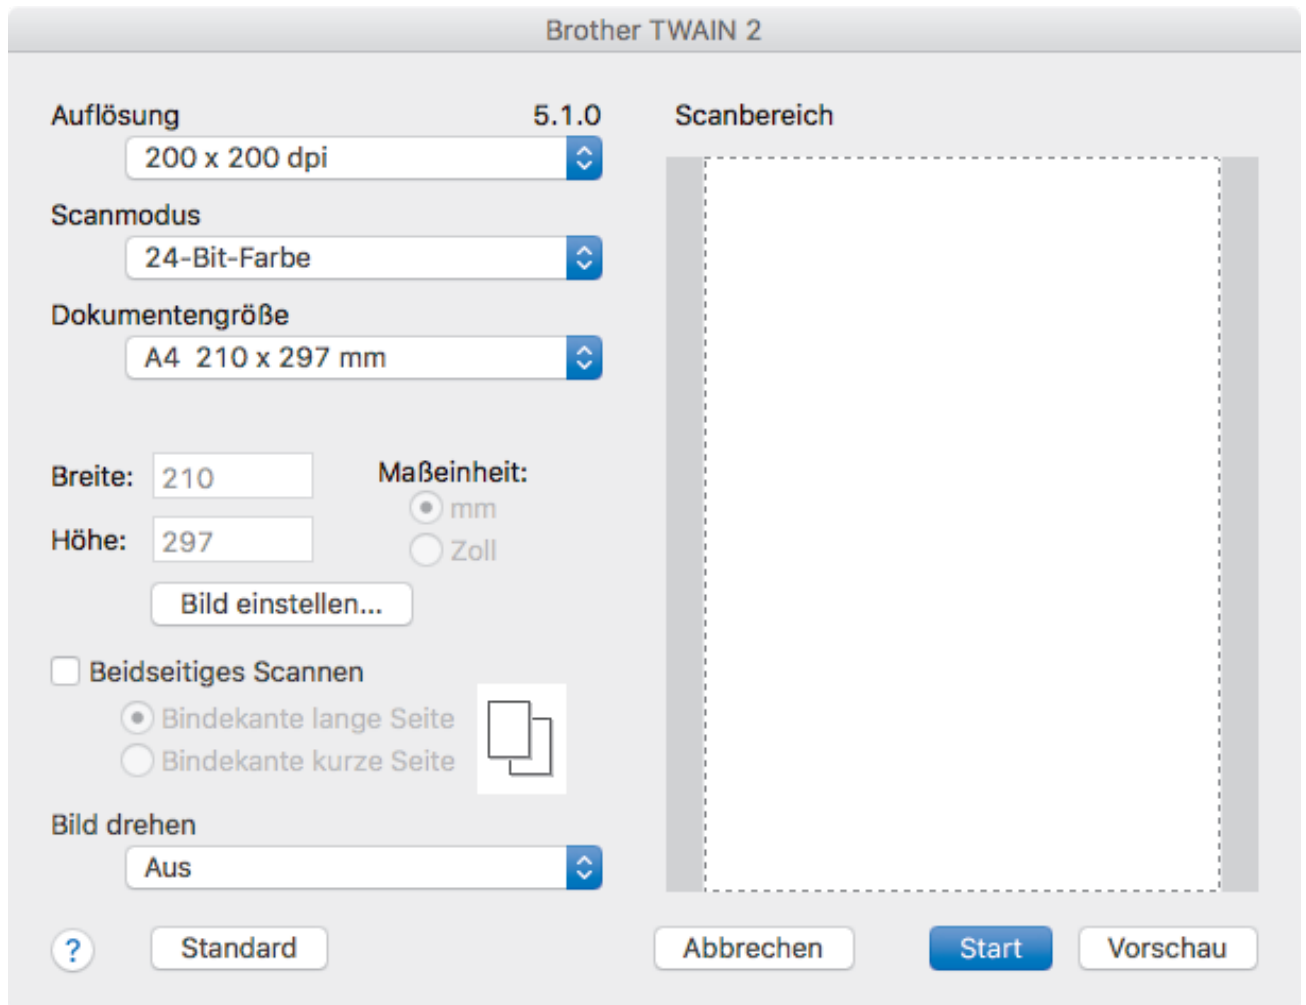 Brother TWAIN 2
Auflösung 5.1.0
200 x 200 dpi
Scanmodus
24-Bit-Farbe
Dokumentengröße
A4 210 x 297 mm
Breite: 210
Maßeinheit:
mm
Höhe: 297
Zoll
Bild einstellen...
Beidseitiges Scannen
Bindekante lange Seite
Bindekante kurze Seite
Bild drehen
Aus
? Standard
Scanbereich
Abbrechen Start Vorschau